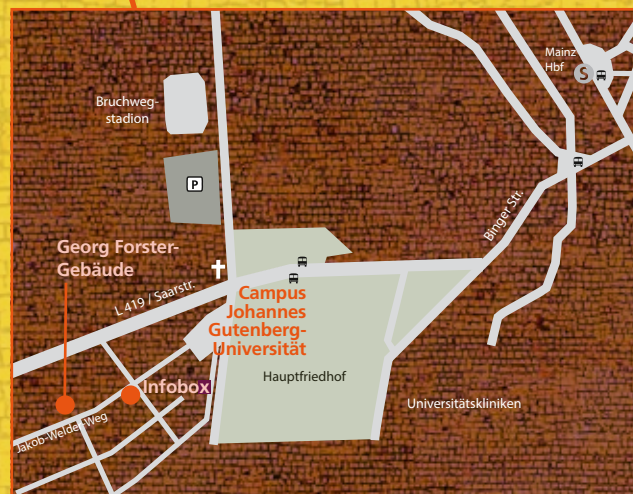 Mainz
Hbf
S
Bruchweg-
stadion
P
Binger Str.
Georg Forster-
Gebäude
L 419 / Saarstr.
Campus
Johannes
Gutenberg-
Universität
Hauptfriedhof
Infobox
Universitätskliniken
Jakob-Welder-Weg